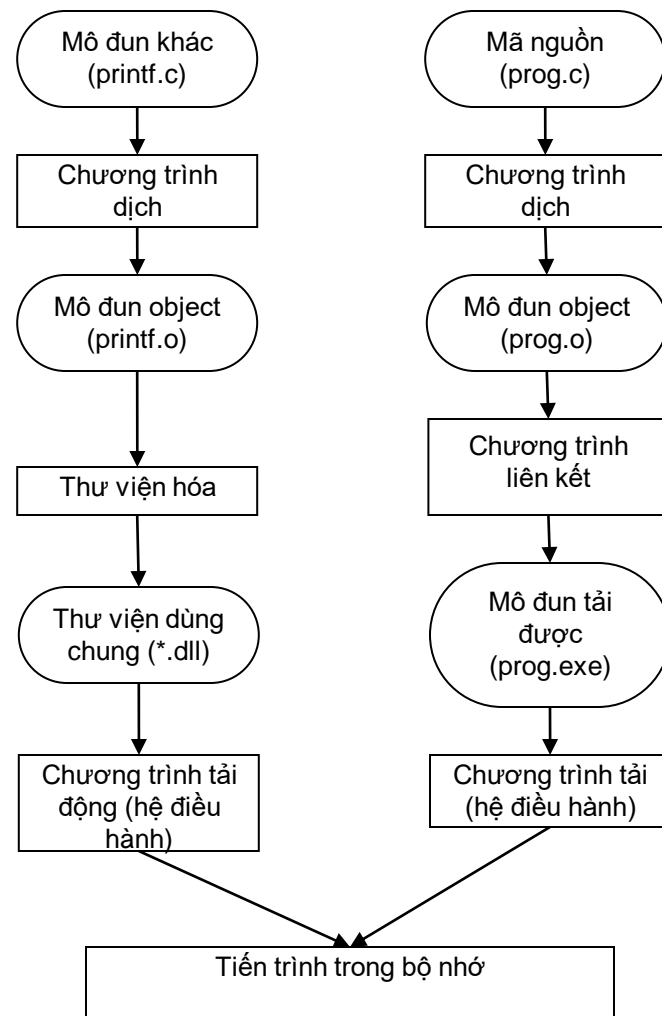 Mô đun khác
(printf.c)
Mã nguồn
(prog.c)
Chương trình
dịch
Chương trình
dịch
Mô đun object
(printf.o)
Mô đun object
(prog.o)
Thư viện hóa
Chương trình
liên kết
Thư viện dùng
chung (*.dll)
Mô đun tải
được
(prog.exe)
Chương trình tải
động (hệ điều
hành)
Chương trình tải
(hệ điều hành)
Tiến trình trong bộ nhớ